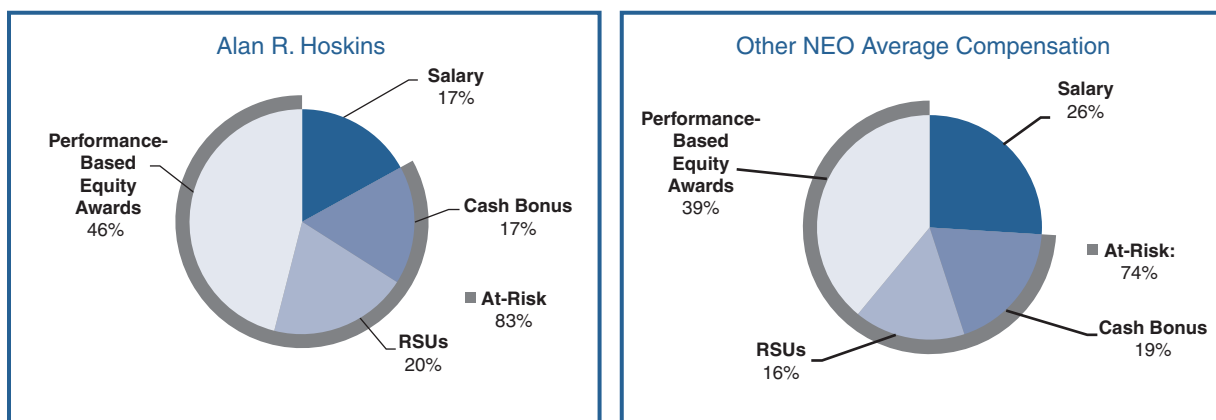 Alan R. Hoskins
Salary
17%
Performance-
Based
Equity
Awards
46%
Cash Bonus
17%
At-Risk
83%
RSUs
20%
Other NEO Average Compensation
Salary
26%
Performance-
Based
Equity
Awards
39%
At-Risk:
74%
Cash Bonus
19%
RSUs
16%